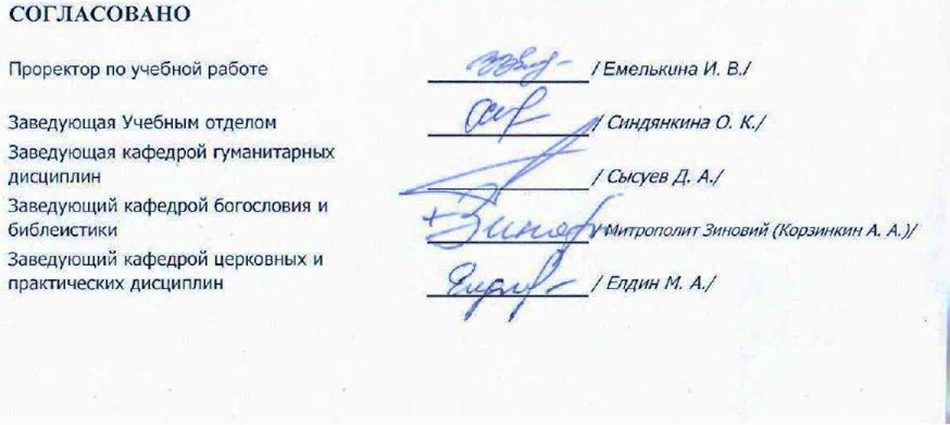 СОГЛАСОВАНО
Проректор по учебной работе / Емелькина И. В./
Заведующая Учебным отделом / Синдянкина О. К./
Заведующая кафедрой гуманитарных
дисциплин / Сысуев Д. А./
Заведующий кафедрой богословия и
библеистики / Митрополит Зиновий (Корзинкин А. А.)/
Заведующий кафедрой церковных и
практических дисциплин / Елдин М. А./